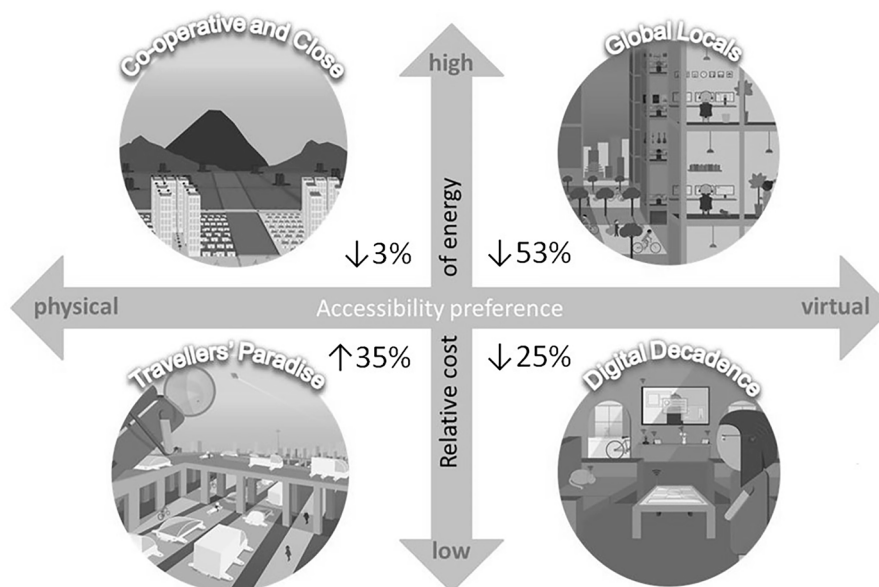 Co-operative and Close
high
Global Locals
of energy
↓3%
↓53%
physical
Accessibility preference
virtual
Travellers' Paradise
↑35%
Relative cost
↓25%
Digital Decadence
low